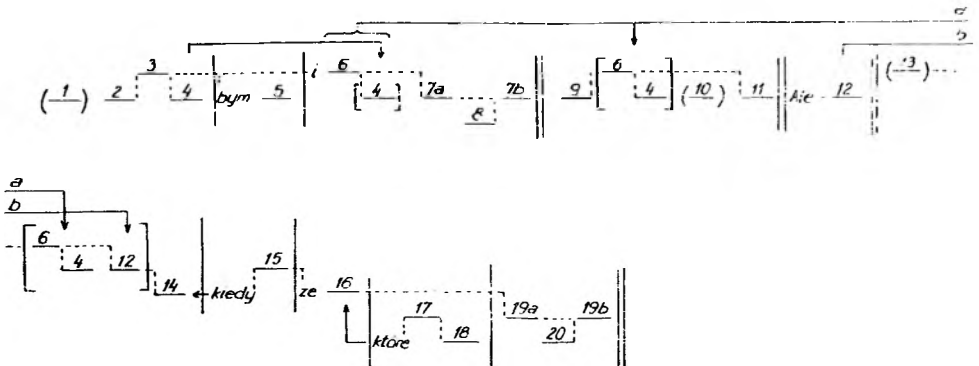 a
b
(1) 2 3 4 bym 5 i 6 [4] 7a 8 7b 9 [6 4] (10) 11 Ale 12 (13)
a
b
[6 4 12] 14 kiedy 15 że 16 które 17 18 19a 20 19b